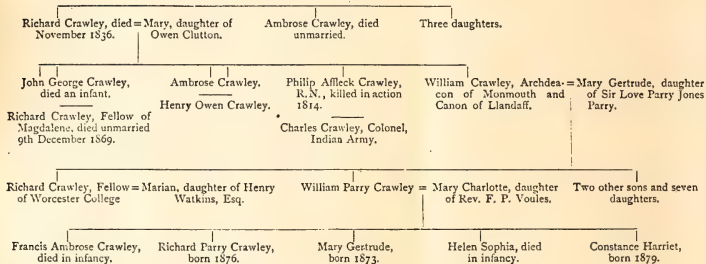 Richard Crawley, died = Mary, daughter of
November 1836.
Owen Clutton.
Ambrose Crawley, died
unmarried.
Three daughters.
John George Crawley,
died an infant.
Richard Crawley, Fellow of
Magdalene, died unmarried
9th December 1869.
Ambrose Crawley.
Henry Owen Crawley.
Philip Affleck Crawley,
R.N., killed in action
1814.
Charles Crawley, Colonel,
Indian Army.
William Crawley, Archdea- = Mary Gertrude, daughter
con of Monmouth and
Canon of Llandaff.
of Sir Love Parry Jones
Parry.
Richard Crawley, Fellow = Marian, daughter of Henry
of Worcester College
Watkins, Esq.
William Parry Crawley = Mary Charlotte, daughter
of Rev. F. P. Voules.
Two other sons and seven
daughters.
Francis Ambrose Crawley,
died in infancy.
Richard Parry Crawley,
born 1876.
Mary Gertrude,
born 1873.
Helen Sophia, died
in infancy.
Constance Harriet,
born 1879.